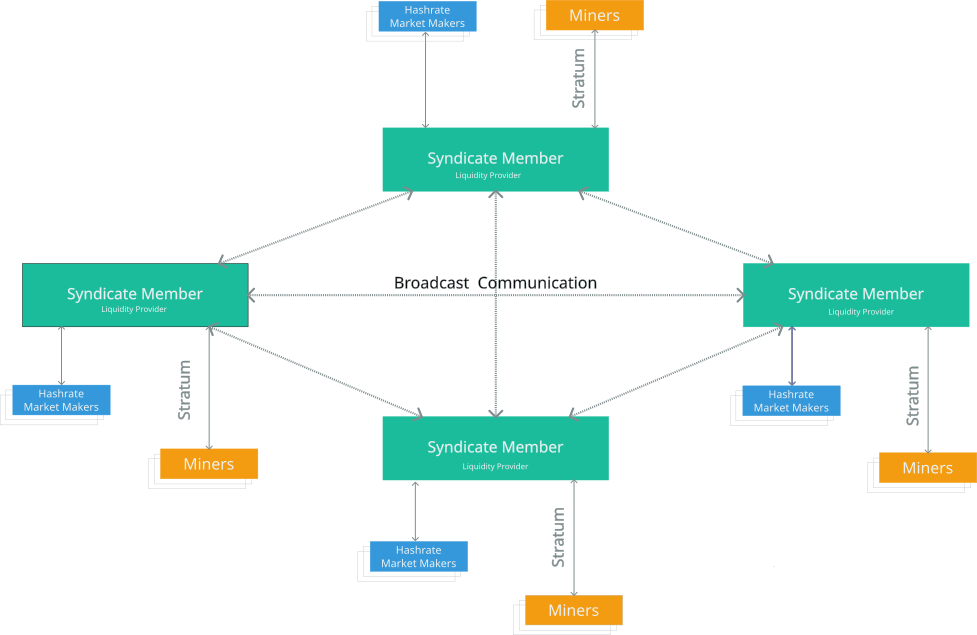 Hashrate
Market Makers
Miners
Stratum
Syndicate Member
Liquidity Provider
Broadcast Communication
Syndicate Member
Liquidity Provider
Syndicate Member
Liquidity Provider
Hashrate
Market Makers
Stratum
Miners
Hashrate
Market Makers
Stratum
Miners
Syndicate Member
Liquidity Provider
Hashrate
Market Makers
Stratum
Miners